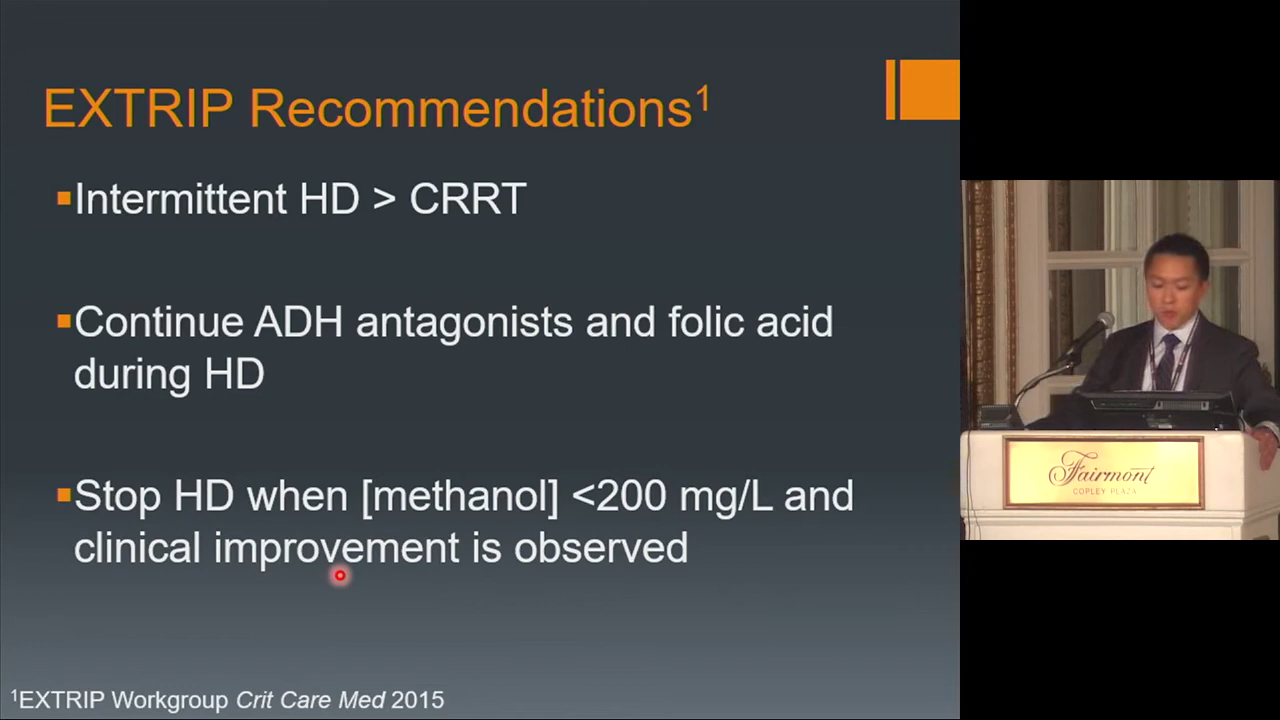 EXTRIP Recommendations¹
▪Intermittent HD > CRRT
▪Continue ADH antagonists and folic acid
during HD
▪Stop HD when [methanol] <200 mg/L and
clinical improvement is observed
¹EXTRIP Workgroup Crit Care Med 2015
Fairmont
COPLEY PLAZA